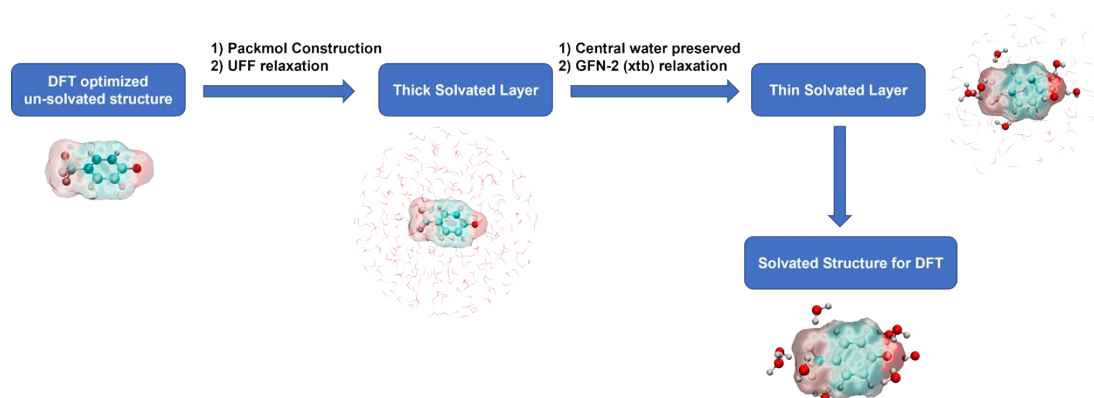 DFT optimized
un-solvated structure
1) Packmol Construction
2) UFF relaxation
Thick Solvated Layer
1) Central water preserved
2) GFN-2 (xtb) relaxation
Thin Solvated Layer
Solvated Structure for DFT